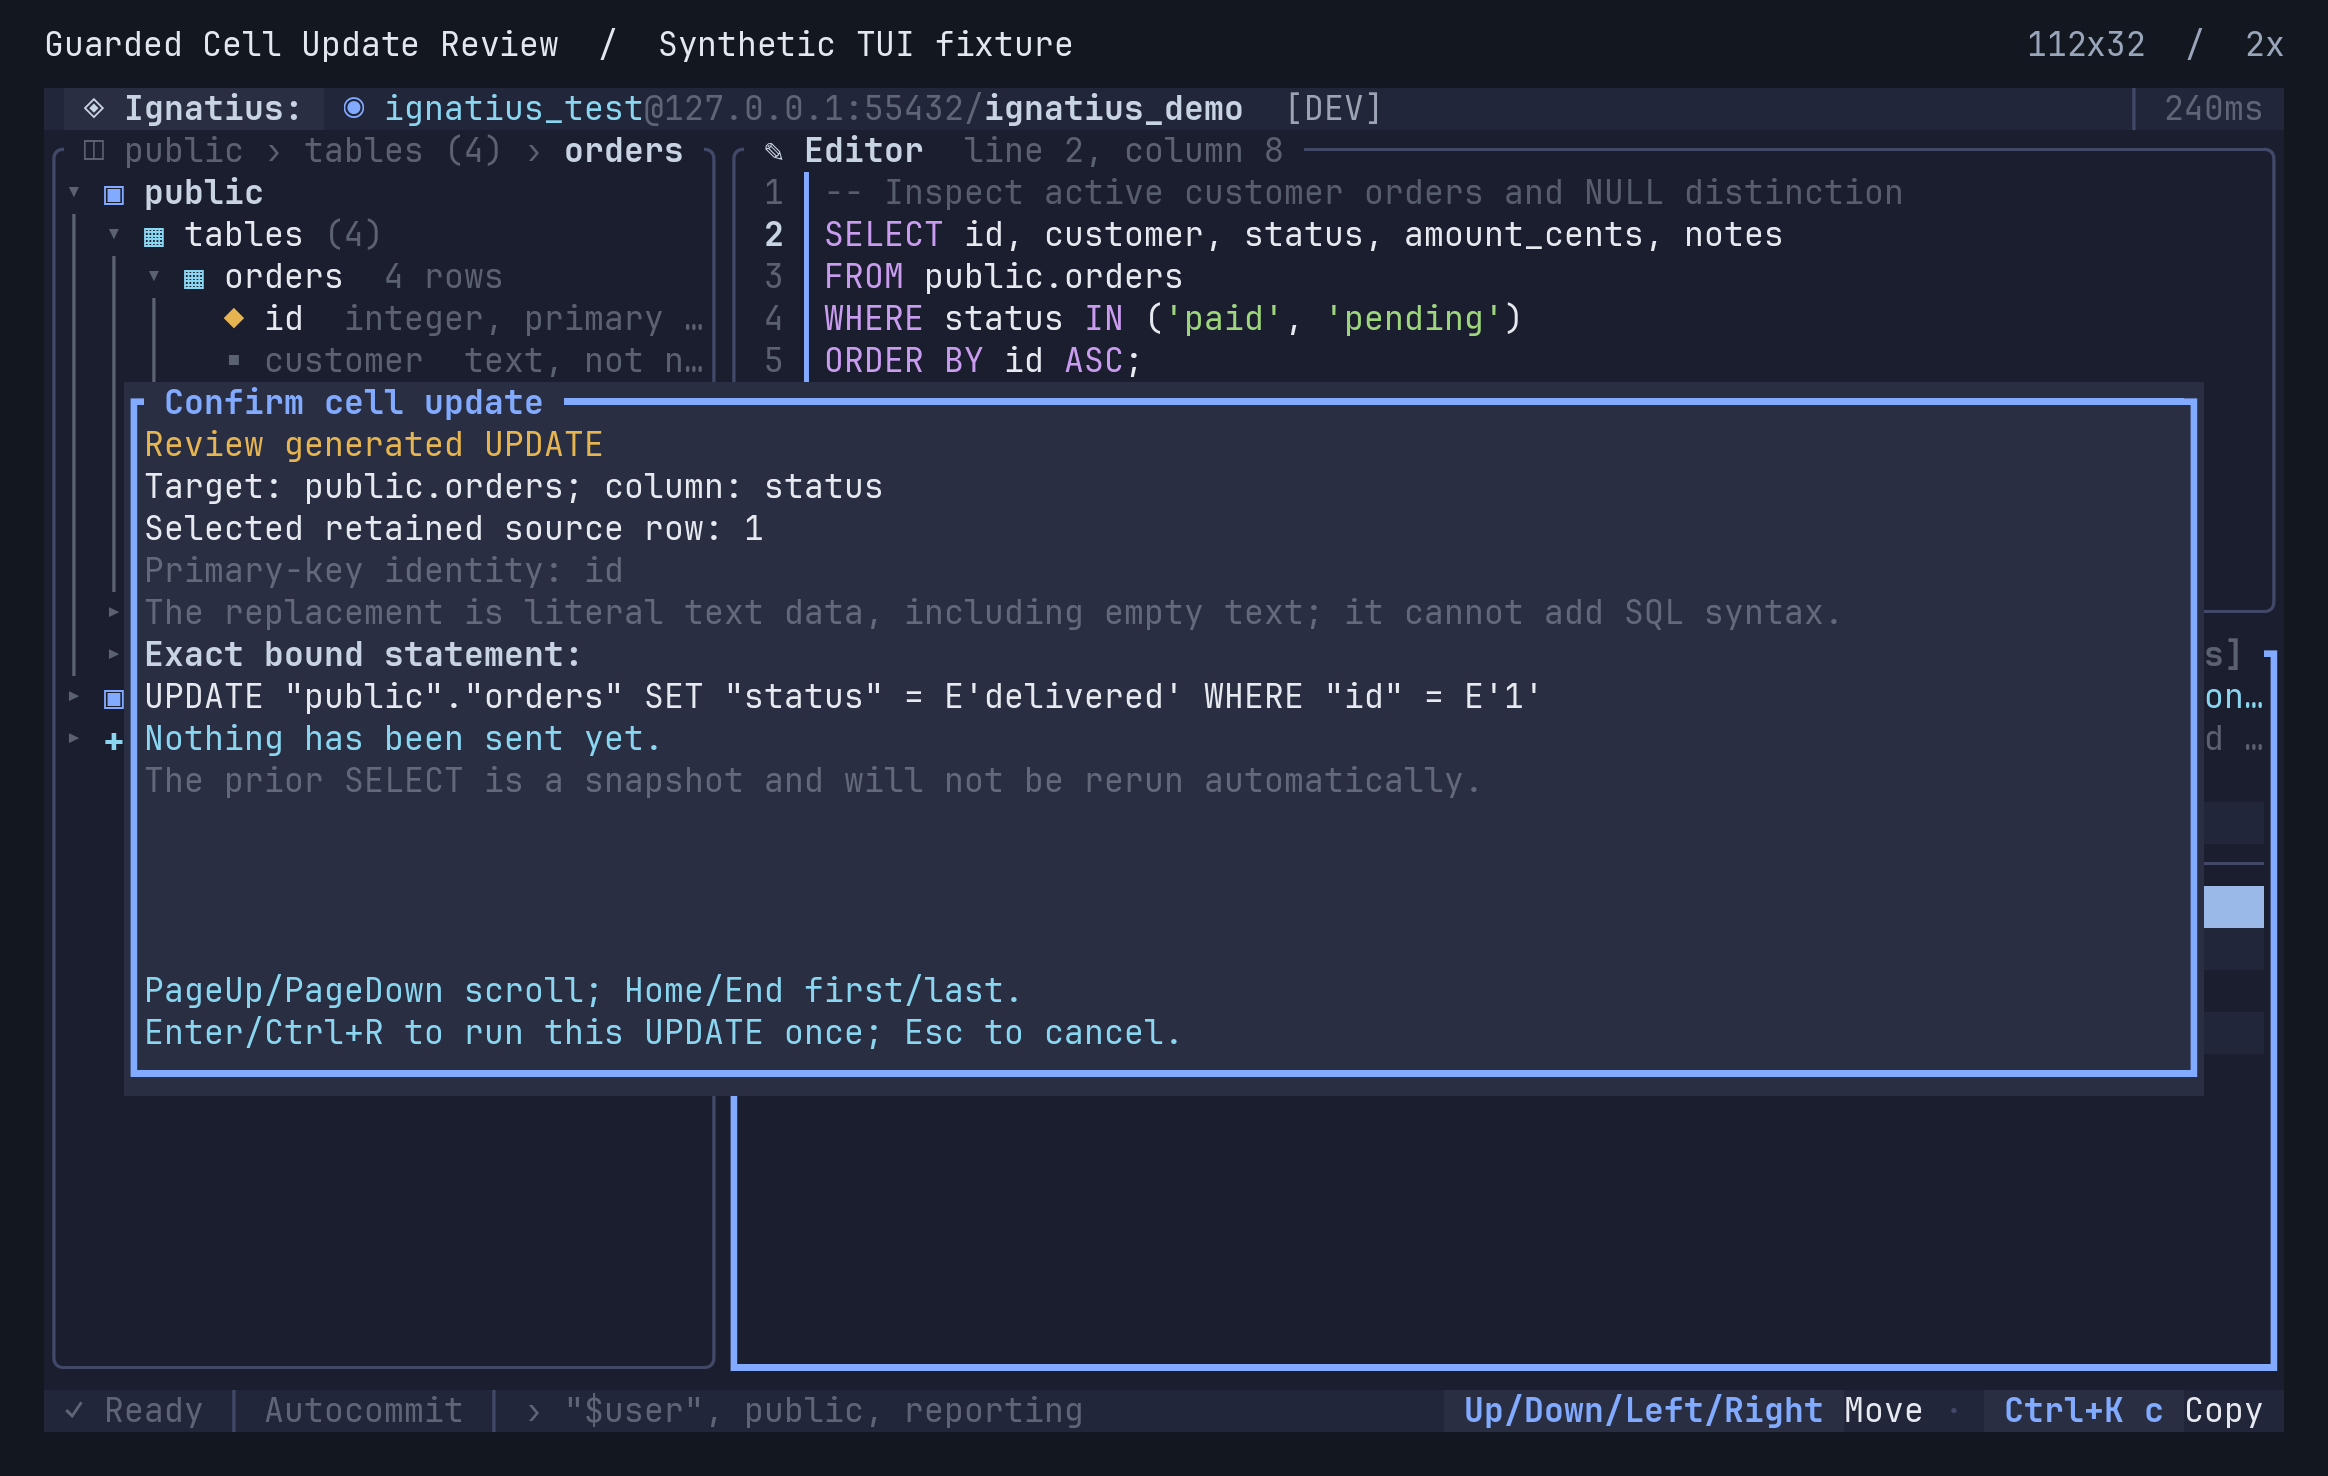 Guarded Cell Update Review / Synthetic TUI fixture 112x32 / 2x
◈ Ignatius: ◉ ignatius_test@127.0.0.1:55432/ignatius_demo [DEV] 240ms
public › tables (4) › orders
✎ Editor line 2, column 8
▾ public
▾ tables (4)
▾ orders 4 rows
◆ id integer, primary …
▪ customer text, not n…
1 -- Inspect active customer orders and NULL distinction
2 SELECT id, customer, status, amount_cents, notes
3 FROM public.orders
4 WHERE status IN ('paid', 'pending')
5 ORDER BY id ASC;
Confirm cell update
Review generated UPDATE
Target: public.orders; column: status
Selected retained source row: 1
Primary-key identity: id
The replacement is literal text data, including empty text; it cannot add SQL syntax.
Exact bound statement:
UPDATE "public"."orders" SET "status" = E'delivered' WHERE "id" = E'1'
Nothing has been sent yet.
The prior SELECT is a snapshot and will not be rerun automatically.
PageUp/PageDown scroll; Home/End first/last.
Enter/Ctrl+R to run this UPDATE once; Esc to cancel.
s]
on…
d …
✓ Ready │ Autocommit │ › "$user", public, reporting
Up/Down/Left/Right Move · Ctrl+K c Copy